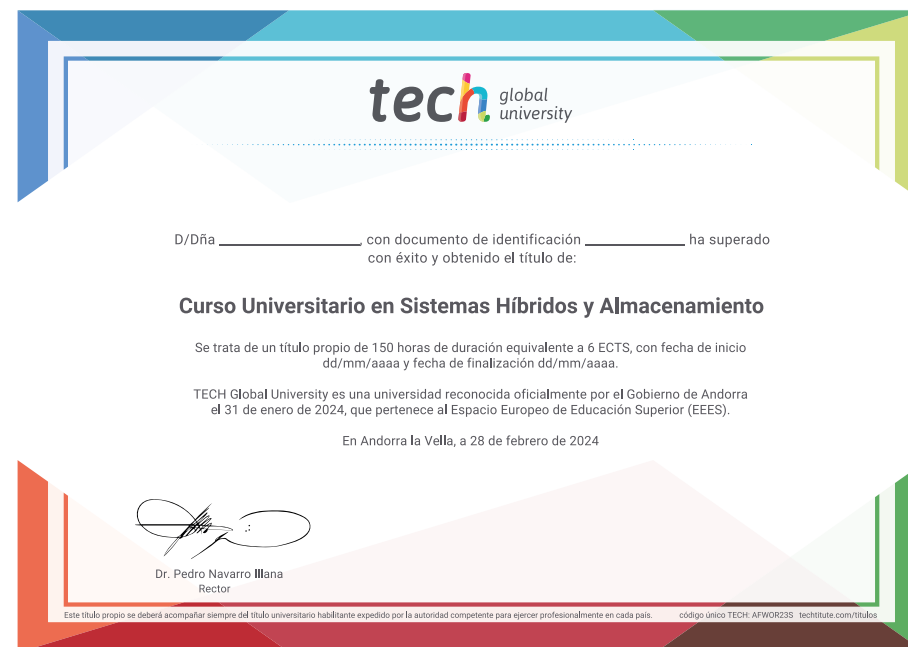 tech global university
D/Dña ______________, con documento de identificación __________ ha superado
con éxito y obtenido el título de:
Curso Universitario en Sistemas Híbridos y Almacenamiento
Se trata de un título propio de 150 horas de duración equivalente a 6 ECTS, con fecha de inicio
dd/mm/aaaa y fecha de finalización dd/mm/aaaa.
TECH Global University es una universidad reconocida oficialmente por el Gobierno de Andorra
el 31 de enero de 2024, que pertenece al Espacio Europeo de Educación Superior (EEES).
En Andorra la Vella, a 28 de febrero de 2024
Dr. Pedro Navarro Illana
Rector
Este título propio se deberá acompañar siempre del título universitario habilitante expedido por la autoridad competente para ejercer profesionalmente en cada país. código único TECH: AFWOR23S techtitute.com/titulos